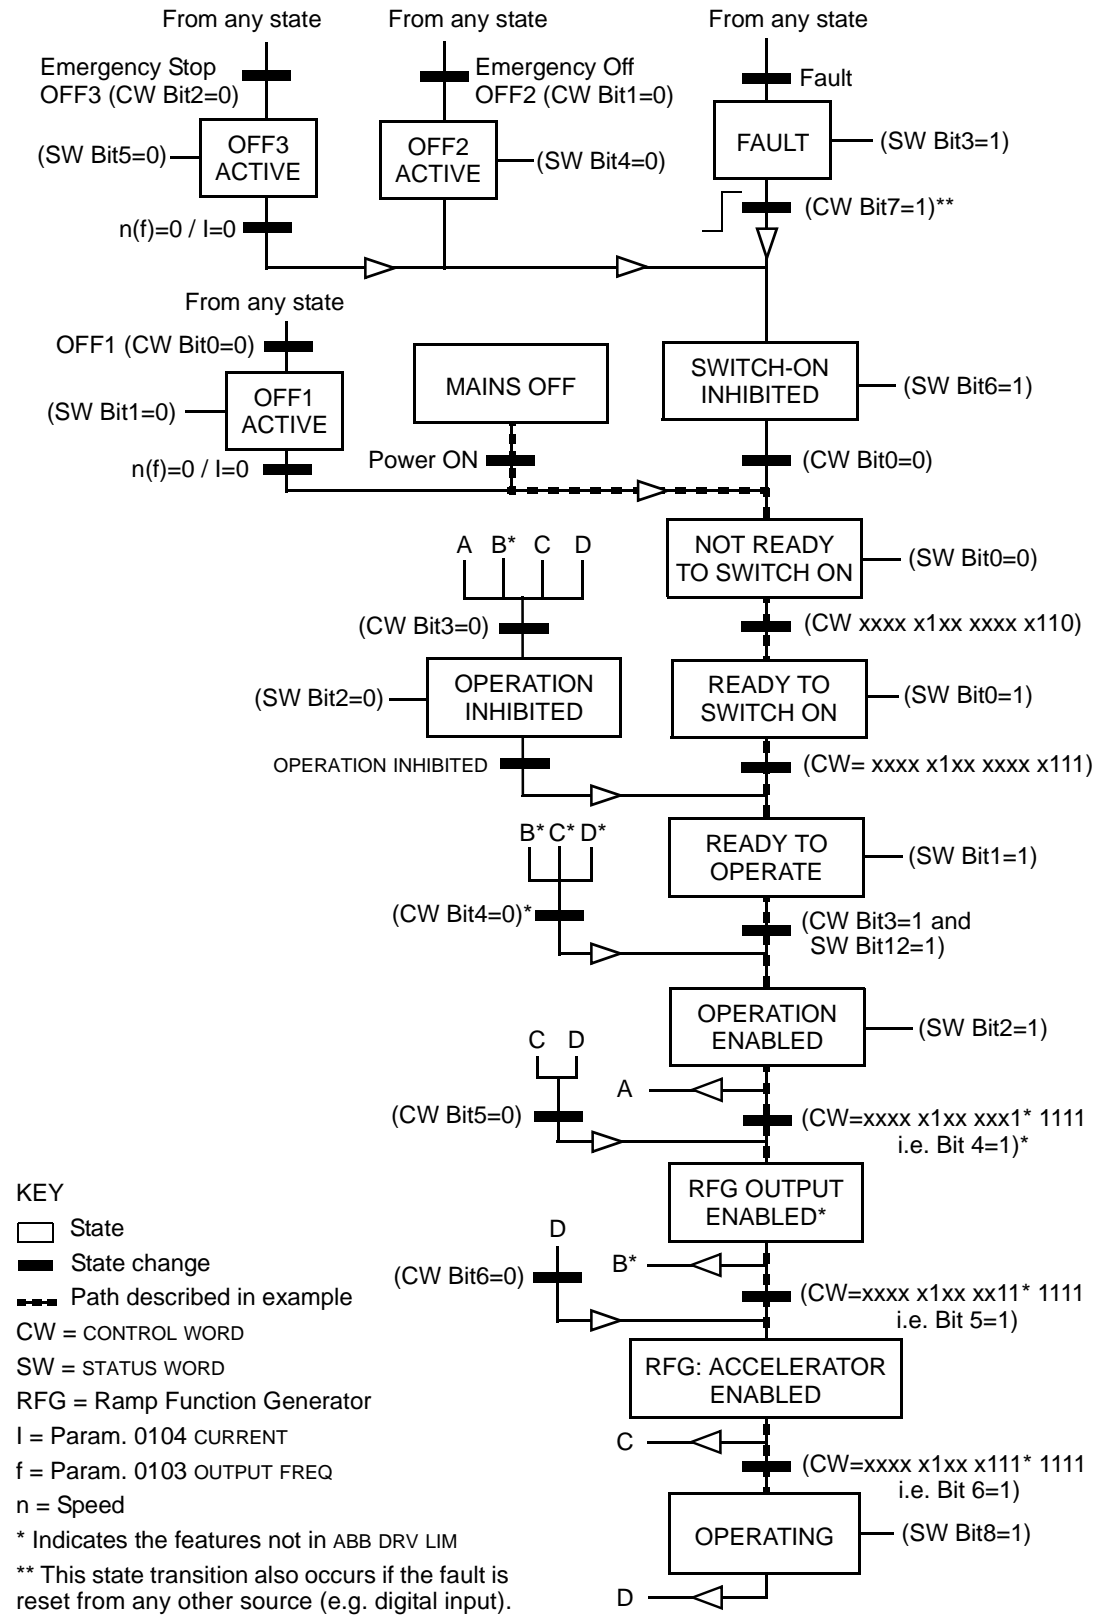 From any state
From any state
From any state
Emergency Stop
OFF3 (CW Bit2=0)
Emergency Off
OFF2 (CW Bit1=0)
Fault
(SW Bit5=0)
OFF3
ACTIVE
OFF2
ACTIVE
(SW Bit4=0)
FAULT
(SW Bit3=1)
n(f)=0 / I=0
(CW Bit7=1)**
From any state
OFF1 (CW Bit0=0)
(SW Bit1=0)
OFF1
ACTIVE
MAINS OFF
SWITCH-ON
INHIBITED
(SW Bit6=1)
n(f)=0 / I=0
Power ON
(CW Bit0=0)
A B* C D
NOT READY
TO SWITCH ON
(SW Bit0=0)
(CW Bit3=0)
(CW xxxx x1xx xxxx x110)
(SW Bit2=0)
OPERATION
INHIBITED
READY TO
SWITCH ON
(SW Bit0=1)
OPERATION INHIBITED
(CW= xxxx x1xx xxxx x111)
B* C* D*
READY TO
OPERATE
(SW Bit1=1)
(CW Bit4=0)*
(CW Bit3=1 and
SW Bit12=1)
OPERATION
ENABLED
(SW Bit2=1)
C D
A
(CW Bit5=0)
(CW=xxxx x1xx xxx1* 1111
i.e. Bit 4=1)*
RFG OUTPUT
ENABLED*
D
B*
(CW Bit6=0)
(CW=xxxx x1xx xx11* 1111
i.e. Bit 5=1)
RFG: ACCELERATOR
ENABLED
C
(CW=xxxx x1xx x111* 1111
i.e. Bit 6=1)
OPERATING
(SW Bit8=1)
D
KEY
State
State change
Path described in example
CW = CONTROL WORD
SW = STATUS WORD
RFG = Ramp Function Generator
I = Param. 0104 CURRENT
f = Param. 0103 OUTPUT FREQ
n = Speed
* Indicates the features not in ABB DRV LIM
** This state transition also occurs if the fault is
reset from any other source (e.g. digital input).